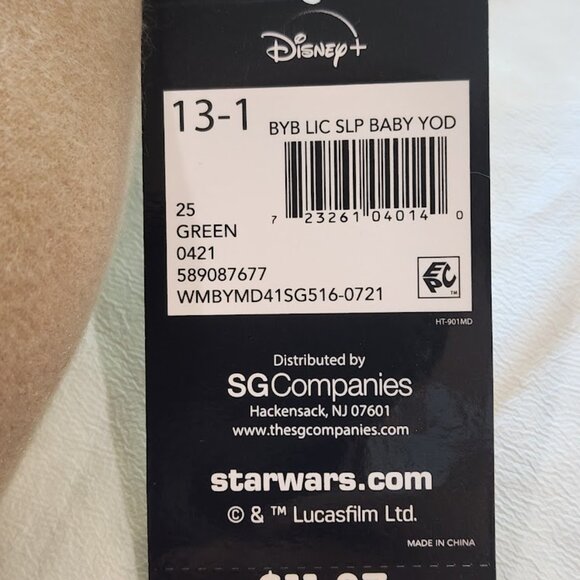 Disney+
13-1
BYB LIC SLP BABY YOD
7 23261 04014 0
25
GREEN
0421
589087677
WMBYMD41SG516-0721
EPC™
HT-901MD
Distributed by
SGCompanies
Hackensack, NJ 07601
www.thesgcompanies.com
starwars.com
© & ™ Lucasfilm Ltd.
MADE IN CHINA